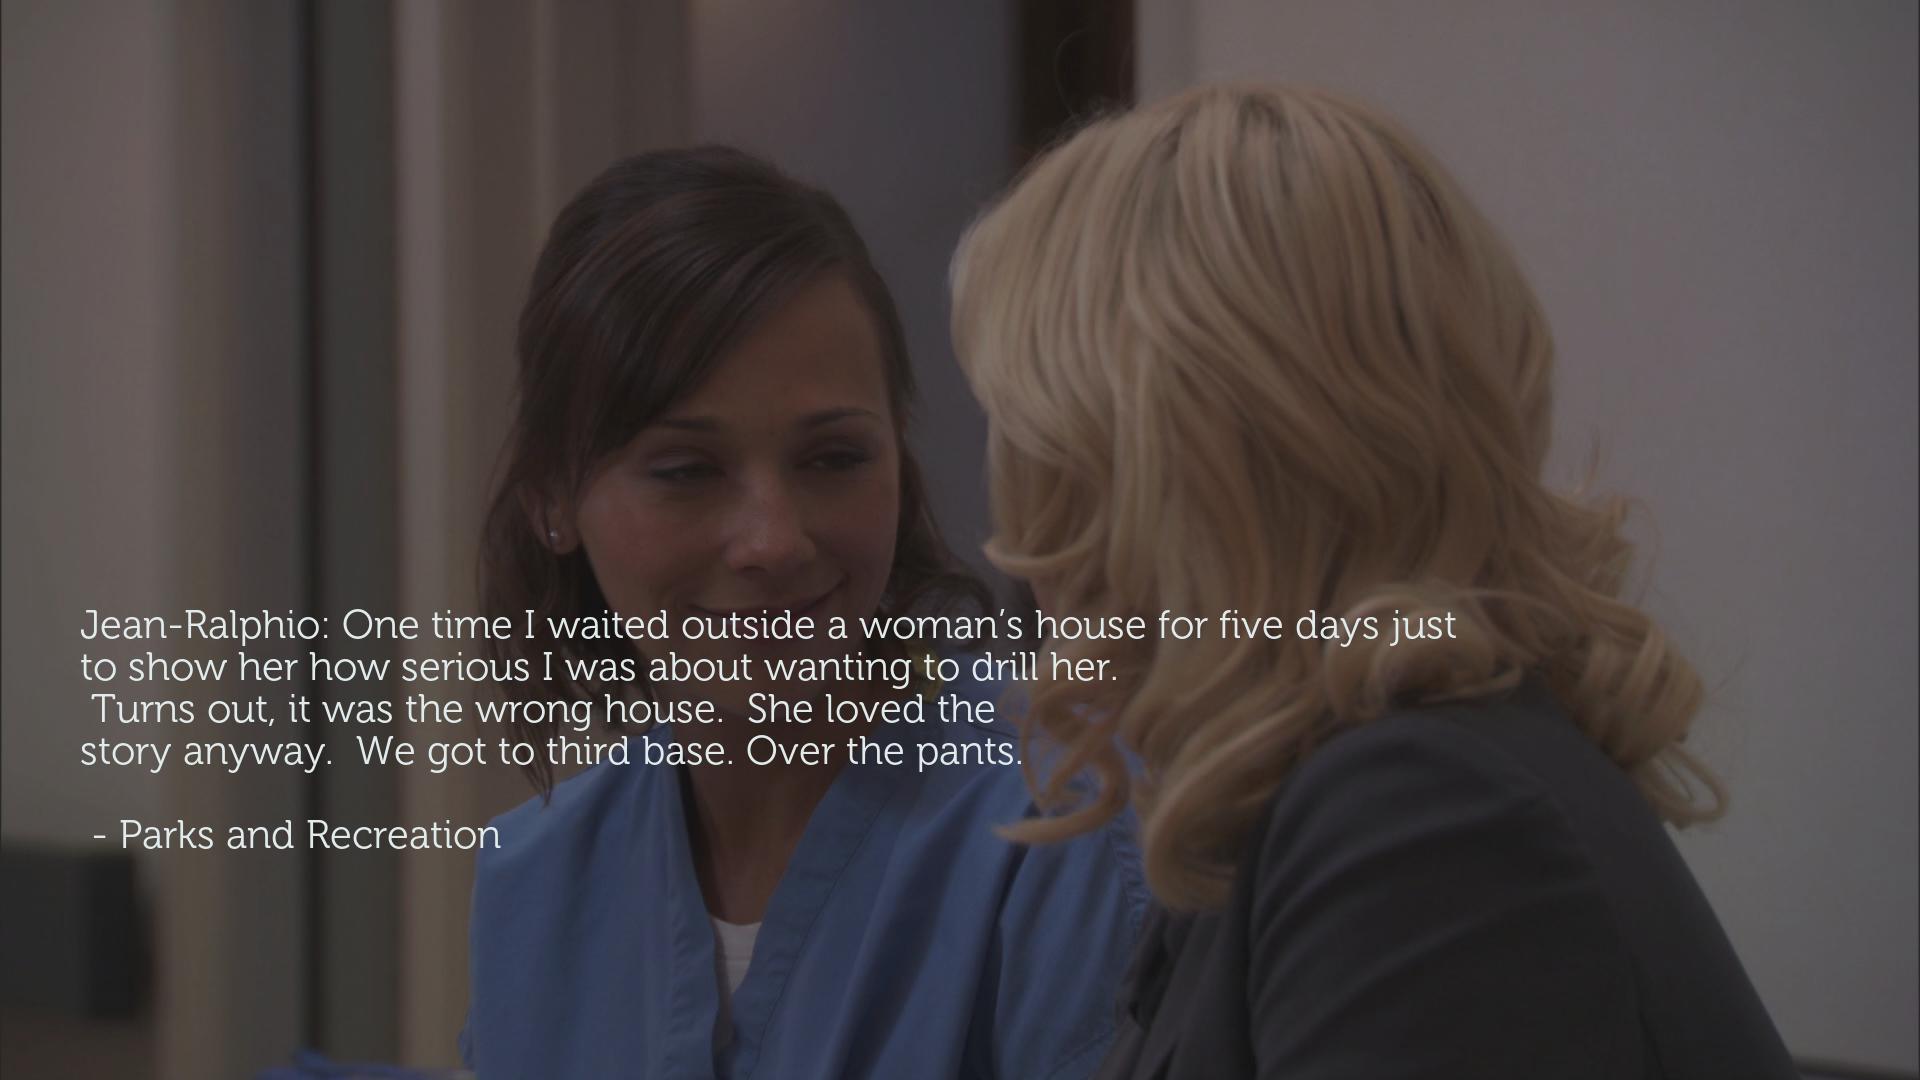 Jean-Ralphio: One time I waited outside a woman’s house for five days just
to show her how serious I was about wanting to drill her.
Turns out, it was the wrong house.  She loved the
story anyway.  We got to third base. Over the pants.
- Parks and Recreation